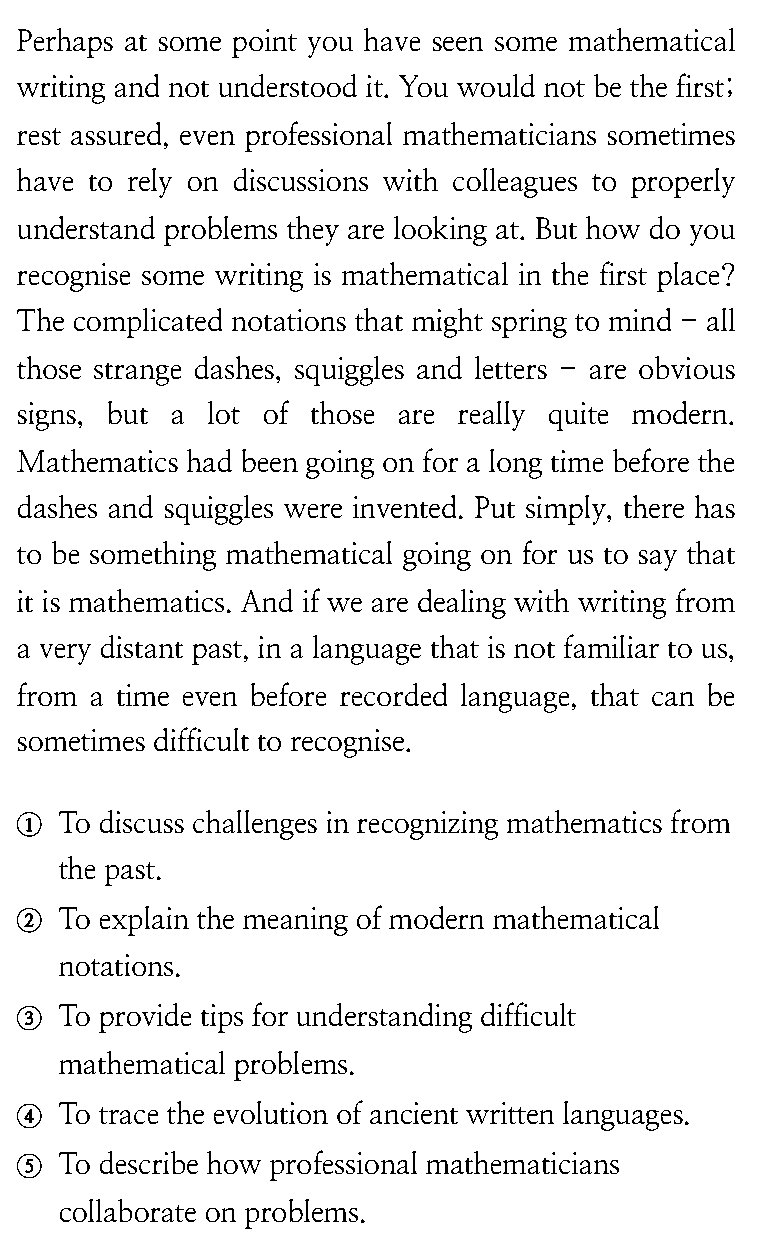 Perhaps at some point you have seen some mathematical
writing and not understood it. You would not be the first;
rest assured, even professional mathematicians sometimes
have to rely on discussions with colleagues to properly
understand problems they are looking at. But how do you
recognise some writing is mathematical in the first place?
The complicated notations that might spring to mind – all
those strange dashes, squiggles and letters – are obvious
signs, but a lot of those are really quite modern.
Mathematics had been going on for a long time before the
dashes and squiggles were invented. Put simply, there has
to be something mathematical going on for us to say that
it is mathematics. And if we are dealing with writing from
a very distant past, in a language that is not familiar to us,
from a time even before recorded language, that can be
sometimes difficult to recognise.
① To discuss challenges in recognizing mathematics from
the past.
② To explain the meaning of modern mathematical
notations.
③ To provide tips for understanding difficult
mathematical problems.
④ To trace the evolution of ancient written languages.
⑤ To describe how professional mathematicians
collaborate on problems.